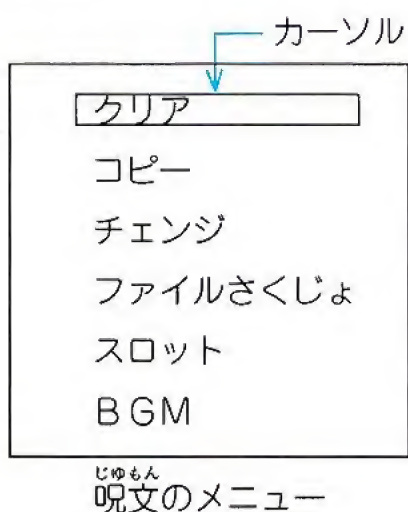 カーソル
クリア
コピー
チェンジ
ファイルさくじょ
スロット
BGM
じゅもん
呪文のメニュー